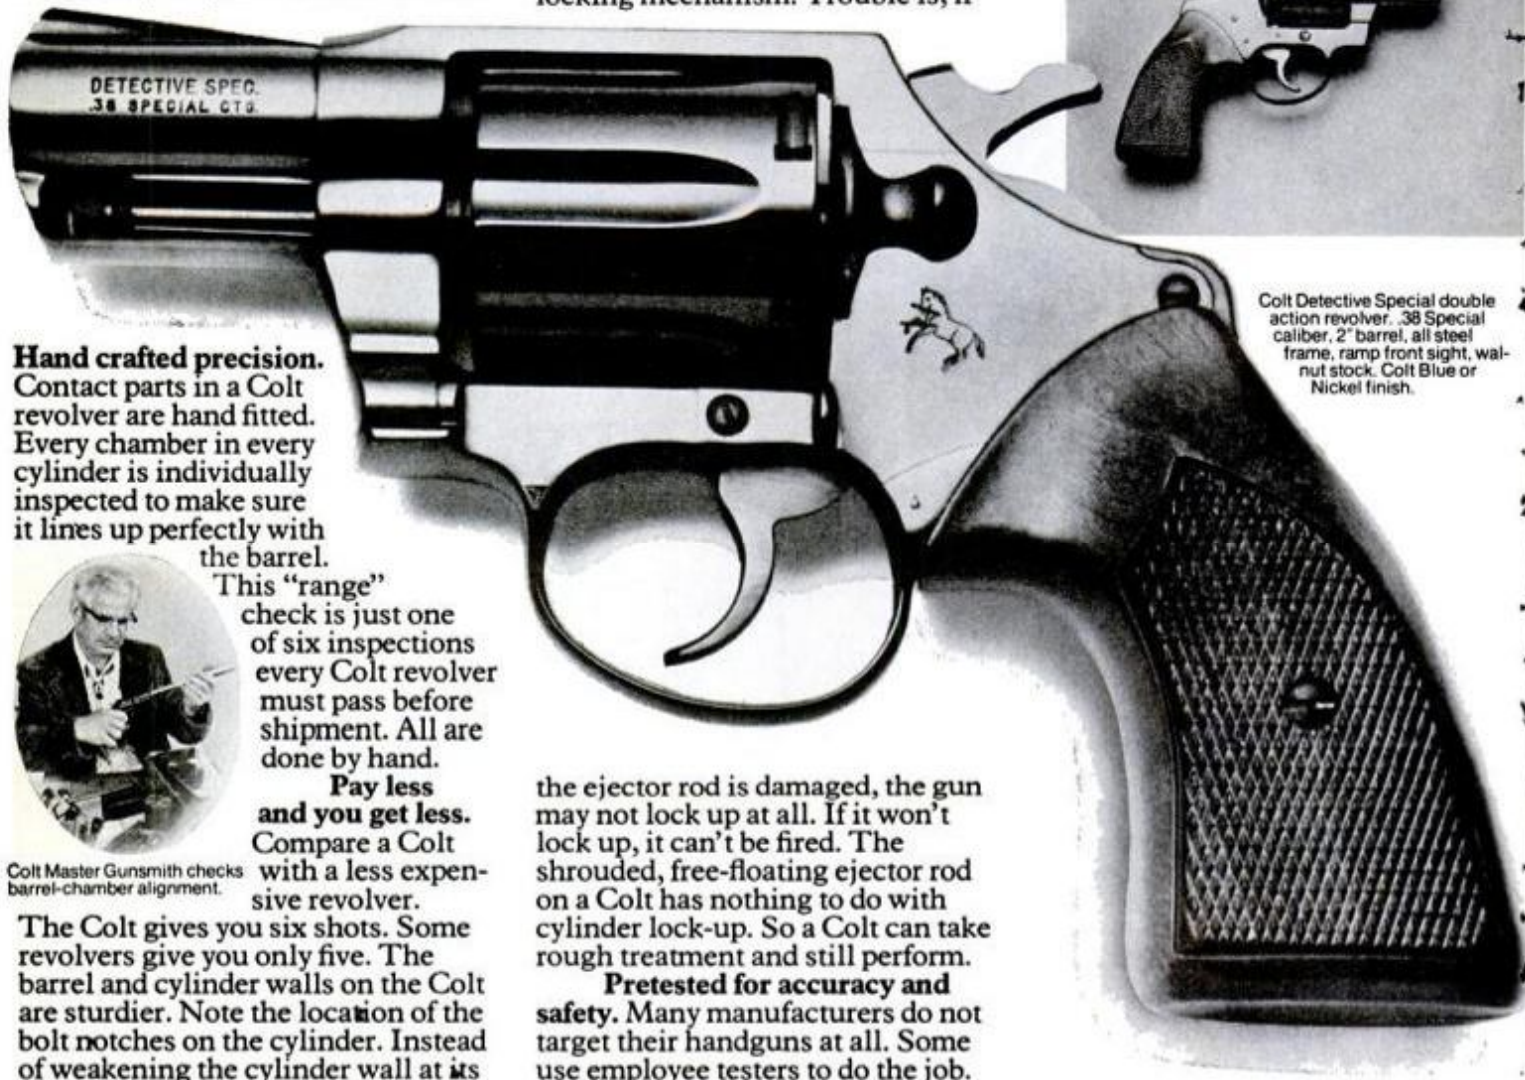 locking mechanism. Trouble is, if
DETECTIVE SPEC.
.38 SPECIAL CTG.
Colt Detective Special double
action revolver. .38 Special
caliber, 2" barrel, all steel
frame, ramp front sight, wal-
nut stock. Colt Blue or
Nickel finish.
Hand crafted precision.
Contact parts in a Colt
revolver are hand fitted.
Every chamber in every
cylinder is individually
inspected to make sure
it lines up perfectly with
the barrel.
This “range”
check is just one
of six inspections
every Colt revolver
must pass before
shipment. All are
done by hand.
Pay less
and you get less.
Compare a Colt
with a less expen-
sive revolver.
Colt Master Gunsmith checks
barrel-chamber alignment.
The Colt gives you six shots. Some
revolvers give you only five. The
barrel and cylinder walls on the Colt
are sturdier. Note the location of the
bolt notches on the cylinder. Instead
of weakening the cylinder wall at its
the ejector rod is damaged, the gun
may not lock up at all. If it won’t
lock up, it can’t be fired. The
shrouded, free-floating ejector rod
on a Colt has nothing to do with
cylinder lock-up. So a Colt can take
rough treatment and still perform.
Pretested for accuracy and
safety. Many manufacturers do not
target their handguns at all. Some
use employee testers to do the job.